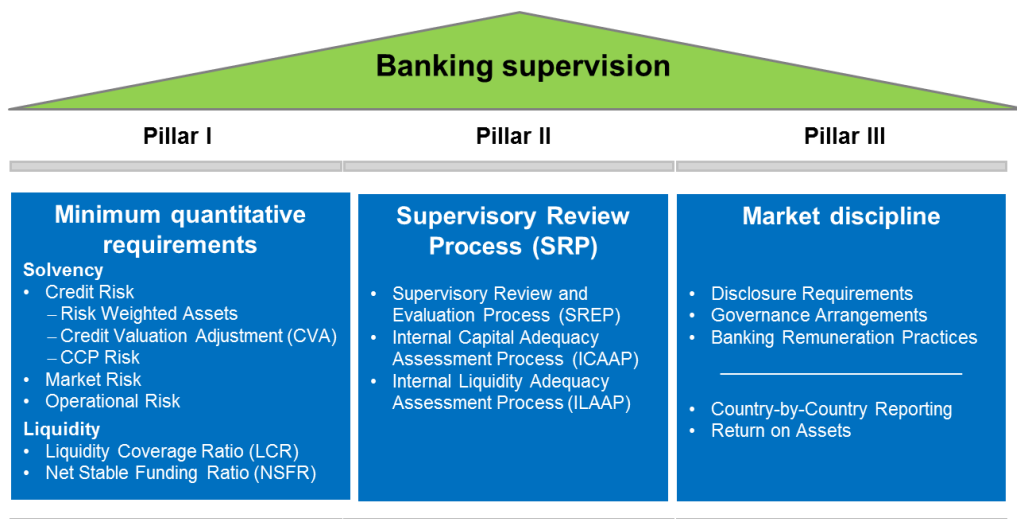 Banking supervision
Pillar I
Pillar II
Pillar III
Minimum quantitative
requirements
Solvency
• Credit Risk
– Risk Weighted Assets
– Credit Valuation Adjustment (CVA)
– CCP Risk
• Market Risk
• Operational Risk
Liquidity
• Liquidity Coverage Ratio (LCR)
• Net Stable Funding Ratio (NSFR)
Supervisory Review
Process (SRP)
• Supervisory Review and
Evaluation Process (SREP)
• Internal Capital Adequacy
Assessment Process (ICAAP)
• Internal Liquidity Adequacy
Assessment Process (ILAAP)
Market discipline
• Disclosure Requirements
• Governance Arrangements
• Banking Remuneration Practices
• Country-by-Country Reporting
• Return on Assets